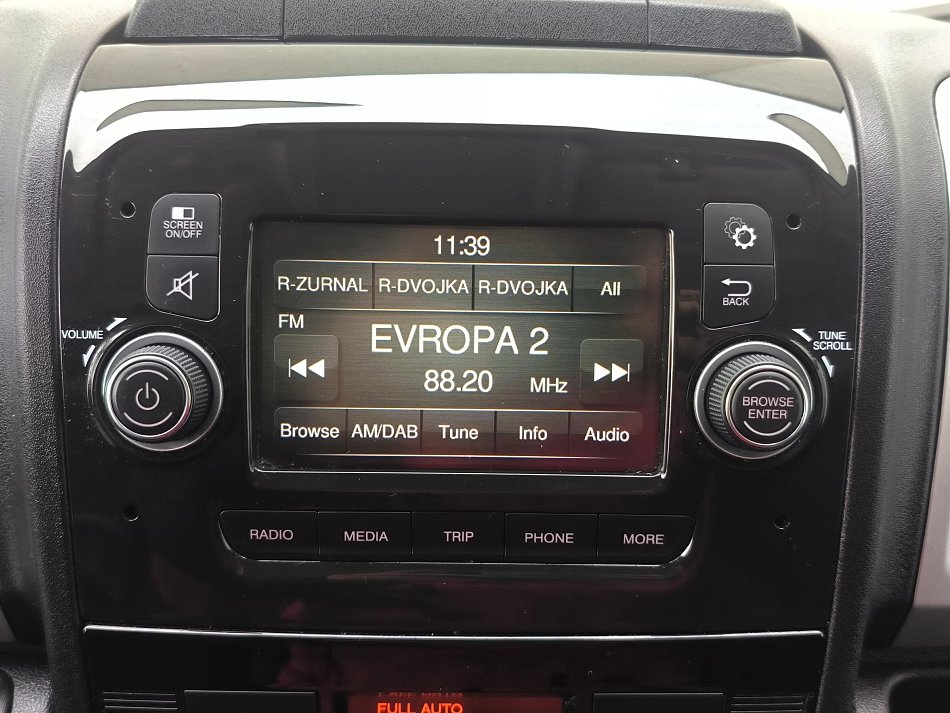 SCREEN
ON/OFF
VOLUME
11:39
R-ZURNAL R-DVOJKA R-DVOJKA All
FM
EVROPA 2
88.20 MHz
Browse AM/DAB Tune Info Audio
BACK
TUNE
SCROLL
BROWSE
ENTER
RADIO MEDIA TRIP PHONE MORE
FULL AUTO